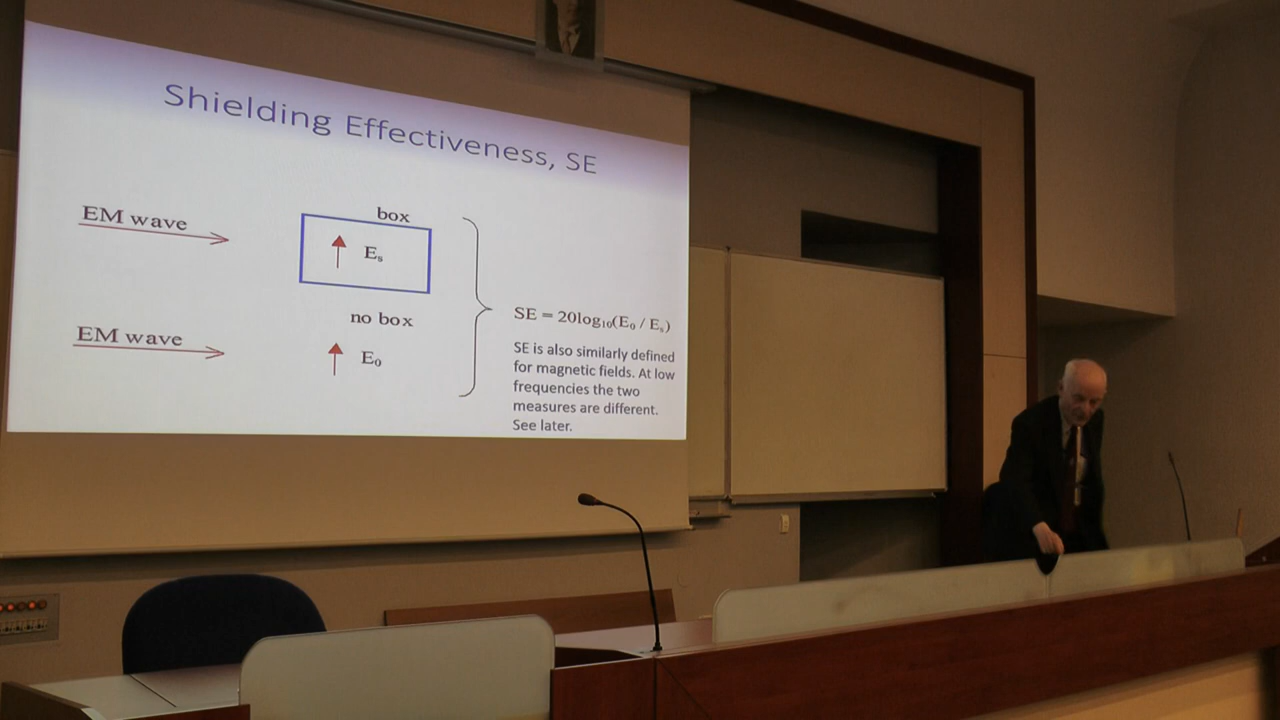 Shielding Effectiveness, SE
EM wave
box
Eₛ
no box
EM wave
E₀
SE = 20log₁₀(E₀ / Eₛ)
SE is also similarly defined
for magnetic fields. At low
frequencies the two
measures are different.
See later.